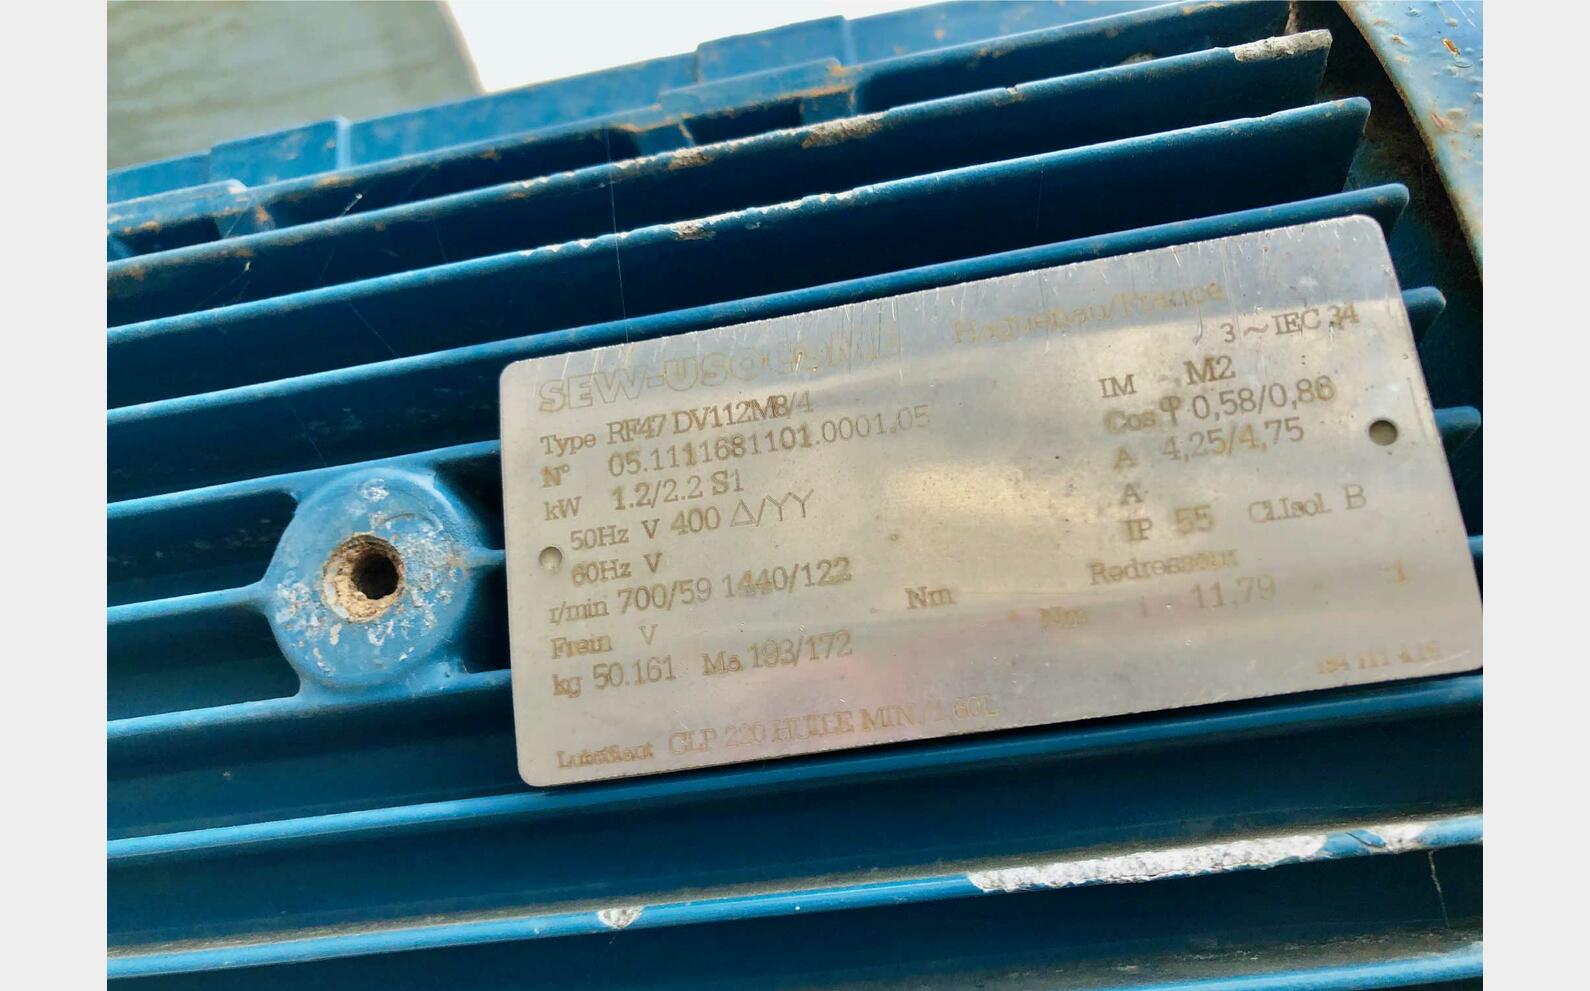 SEW-USOCOME Haguenau/France
3 ~ IEC 34
Type RF47 DV112M8/4 IM M2
N° 05.1111681101.0001.05 Cos φ 0,58/0,86
kW 1.2/2.2 S1 A 4,25/4,75
50Hz V 400 △/YY A
60Hz V IP 55 Cl.Isol. B
r/min 700/59 1440/122 Redresseur
Frein V Nm Nm i 11,79 :1
kg 50.161 Ma 193/172
Lubrifiant CLP 220 HUILE MIN./1.60L